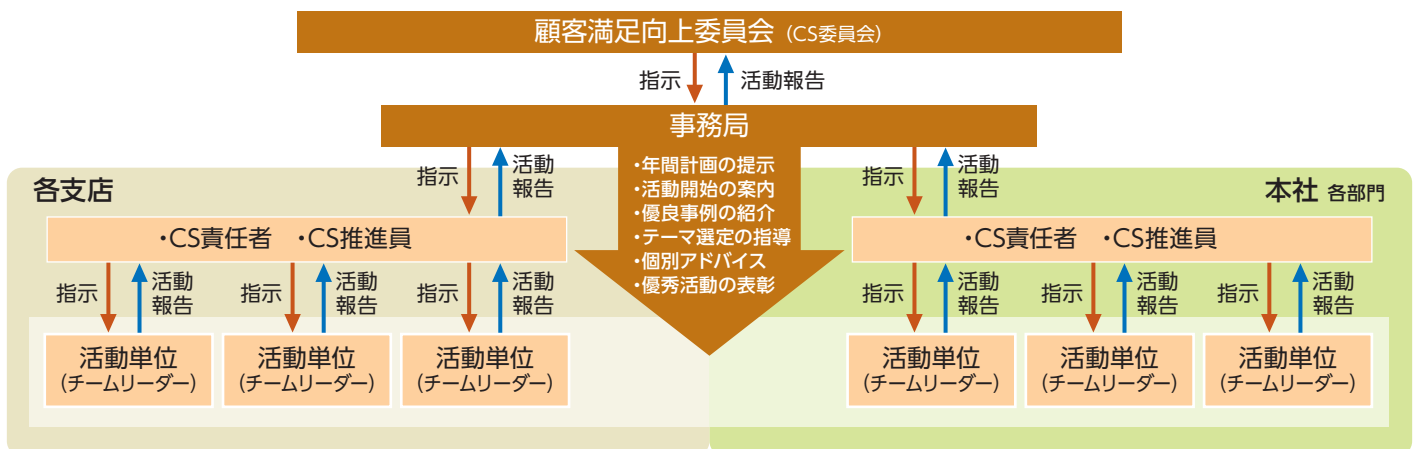 顧客満足向上委員会 (CS委員会)
指示 活動報告
事務局
・年間計画の提示
・活動開始の案内
・優良事例の紹介
・テーマ選定の指導
・個別アドバイス
・優秀活動の表彰
各支店
指示
活動
報告
・CS責任者 ・CS推進員
指示
活動
報告
指示
活動
報告
指示
活動
報告
活動単位
(チームリーダー)
活動単位
(チームリーダー)
活動単位
(チームリーダー)
本社 各部門
指示
活動
報告
・CS責任者 ・CS推進員
指示
活動
報告
指示
活動
報告
指示
活動
報告
活動単位
(チームリーダー)
活動単位
(チームリーダー)
活動単位
(チームリーダー)